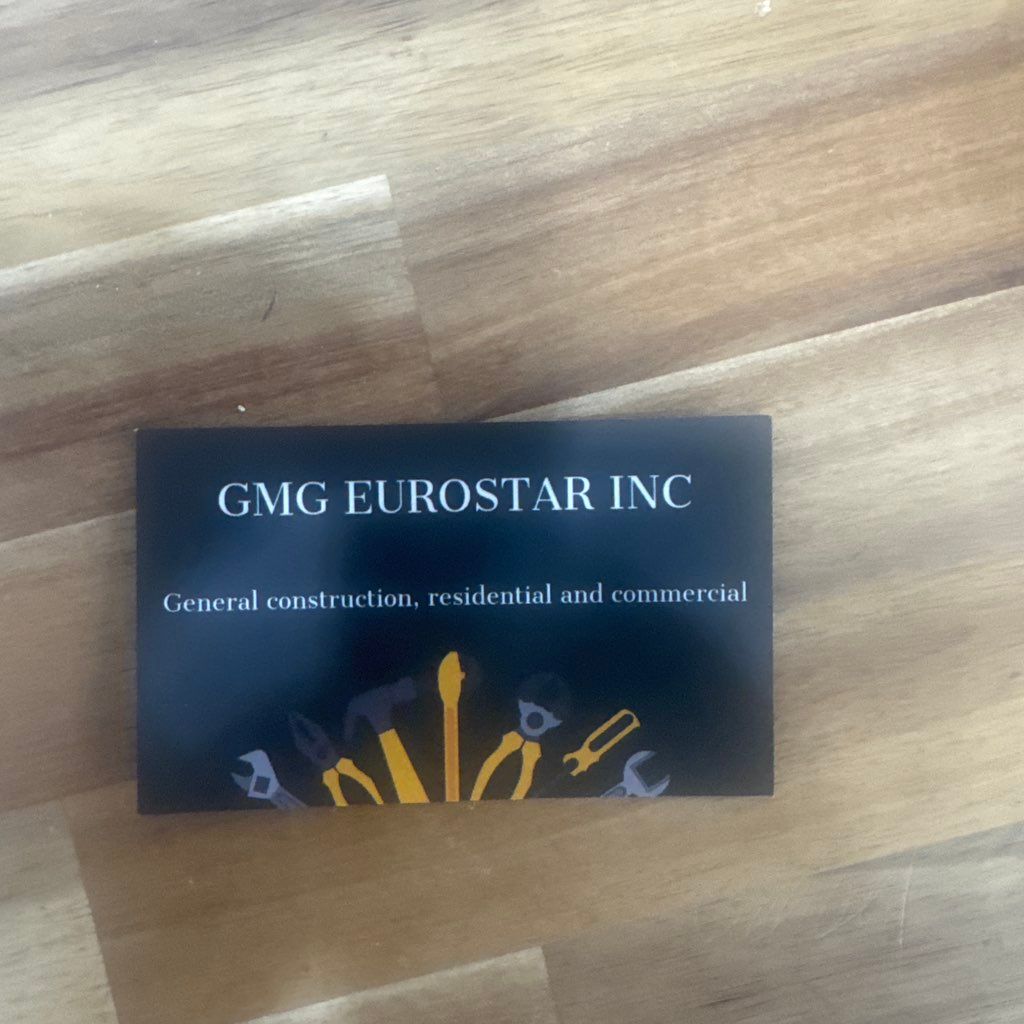 GMG EUROSTAR INC
General construction, residential and commercial